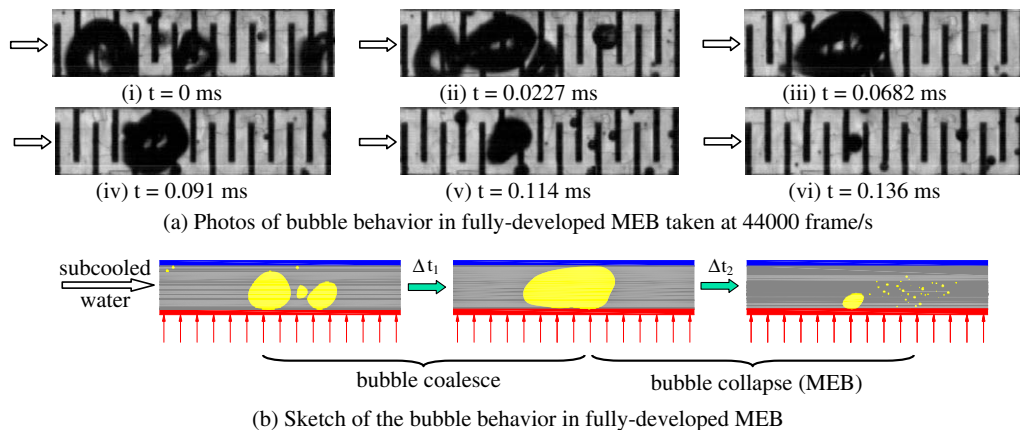 (i) t = 0 ms
(ii) t = 0.0227 ms
(iii) t = 0.0682 ms
(iv) t = 0.091 ms
(v) t = 0.114 ms
(vi) t = 0.136 ms
(a) Photos of bubble behavior in fully-developed MEB taken at 44000 frame/s
subcooled
water
Δt₁
Δt₂
bubble coalesce
bubble collapse (MEB)
(b) Sketch of the bubble behavior in fully-developed MEB